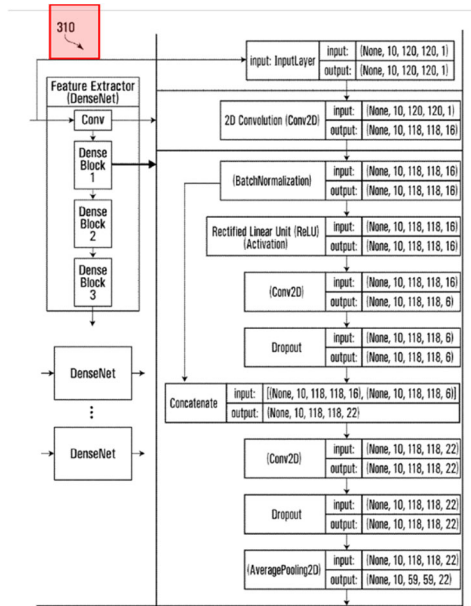 310
Feature Extractor
(DenseNet)
Conv
Dense
Block
1
Dense
Block
2
Dense
Block
3
DenseNet
DenseNet
input: InputLayer
input: (None, 10, 120, 120, 1)
output: (None, 10, 120, 120, 1)
2D Convolution (Conv2D)
input: (None, 10, 120, 120, 1)
output: (None, 10, 118, 118, 16)
(BatchNormalization)
input: (None, 10, 118, 118, 16)
output: (None, 10, 118, 118, 16)
Rectified Linear Unit (ReLU)
(Activation)
input: (None, 10, 118, 118, 16)
output: (None, 10, 118, 118, 16)
(Conv2D)
input: (None, 10, 118, 118, 16)
output: (None, 10, 118, 118, 6)
Dropout
input: (None, 10, 118, 118, 6)
output: (None, 10, 118, 118, 6)
Concatenate
input: [(None, 10, 118, 118, 16), (None, 10, 118, 118, 6)]
output: (None, 10, 118, 118, 22)
(Conv2D)
input: (None, 10, 118, 118, 22)
output: (None, 10, 118, 118, 22)
Dropout
input: (None, 10, 118, 118, 22)
output: (None, 10, 118, 118, 22)
(AveragePooling2D)
input: (None, 10, 118, 118, 22)
output: (None, 10, 59, 59, 22)